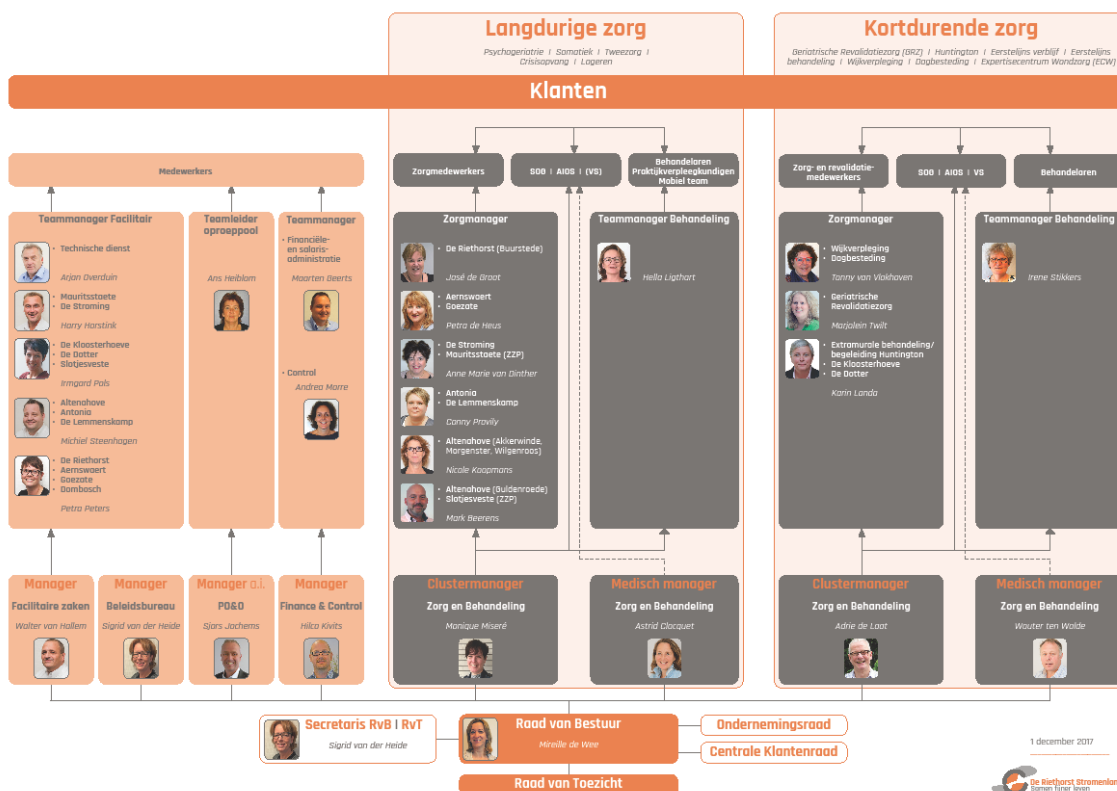 Langdurige zorg
Psychogeriatrie | Somatiek | Tweezorg |
Crisisopvang | Logeren
Kortdurende zorg
Geriatrische Revalidatiezorg (GRZ) | Huntington | Eerstelijns verblijf | Eerstelijns
behandeling | Wijkverpleging | Dagbesteding | Expertisecentrum Wondzorg (ECW)
Klanten
Medewerkers
Zorgmedewerkers
SOG | AIOS | (VS)
Behandelaren
Praktijkverpleegkundigen
Mobiel team
Zorg- en revalidatie-
medewerkers
SOG | AIOS | VS
Behandelaren
Teammanager Facilitair
• Technische dienst
Arjan Overduin
• Mauritsstaete
• De Stroming
Harry Horstink
• De Kloosterhoeve
• De Dotter
• Slotjesveste
Irmgard Pals
• Altenahove
• Antonia
• De Lemmenskamp
Michiel Steenhagen
• De Riethorst
• Aernswaert
• Goezate
• Dombosch
Petra Peters
Teamleider
oproeppool
Ans Helblom
Teammanager
• Financiële-
en salaris-
administratie
Maarten Geerts
• Control
Andrea Marre
Zorgmanager
• De Riethorst (Buurstede)
José de Graat
• Aernswaert
• Goezate
Petra de Heus
• De Stroming
• Mauritsstaete (ZZP)
Anne Marie van Dinther
• Antonia
• De Lemmenskamp
Conny Provily
• Altenahove (Akkerwinde,
Morgenster, Wilgenroos)
Nicole Koopmans
• Altenahove (Guldenroede)
• Slotjesveste (ZZP)
Mark Beerens
Teammanager Behandeling
Hella Ligthart
Zorgmanager
• Wijkverpleging
• Dagbesteding
Tonny van Vlokhoven
• Geriatrische
Revalidatiezorg
Marjolein Twilt
• Extramurale behandeling/
begeleiding Huntington
• De Kloosterhoeve
• De Dotter
Karin Landa
Teammanager Behandeling
Irene Stikkers
Manager
Facilitaire zaken
Walter van Hallem
Manager
Beleidsbureau
Sigrid van der Heide
Manager a.i.
PO&O
Sjors Jochems
Manager
Finance & Control
Hilco Kivits
Clustermanager
Zorg en Behandeling
Monique Miseré
Medisch manager
Zorg en Behandeling
Astrid Clocquet
Clustermanager
Zorg en Behandeling
Adrie de Laat
Medisch manager
Zorg en Behandeling
Wouter ten Wolde
Secretaris RvB | RvT
Sigrid van der Heide
Raad van Bestuur
Mireille de Wee
Ondernemingsraad
Centrale Klantenraad
Raad van Toezicht
1 december 2017
De Riethorst Stromenlan
Samen fijner leven